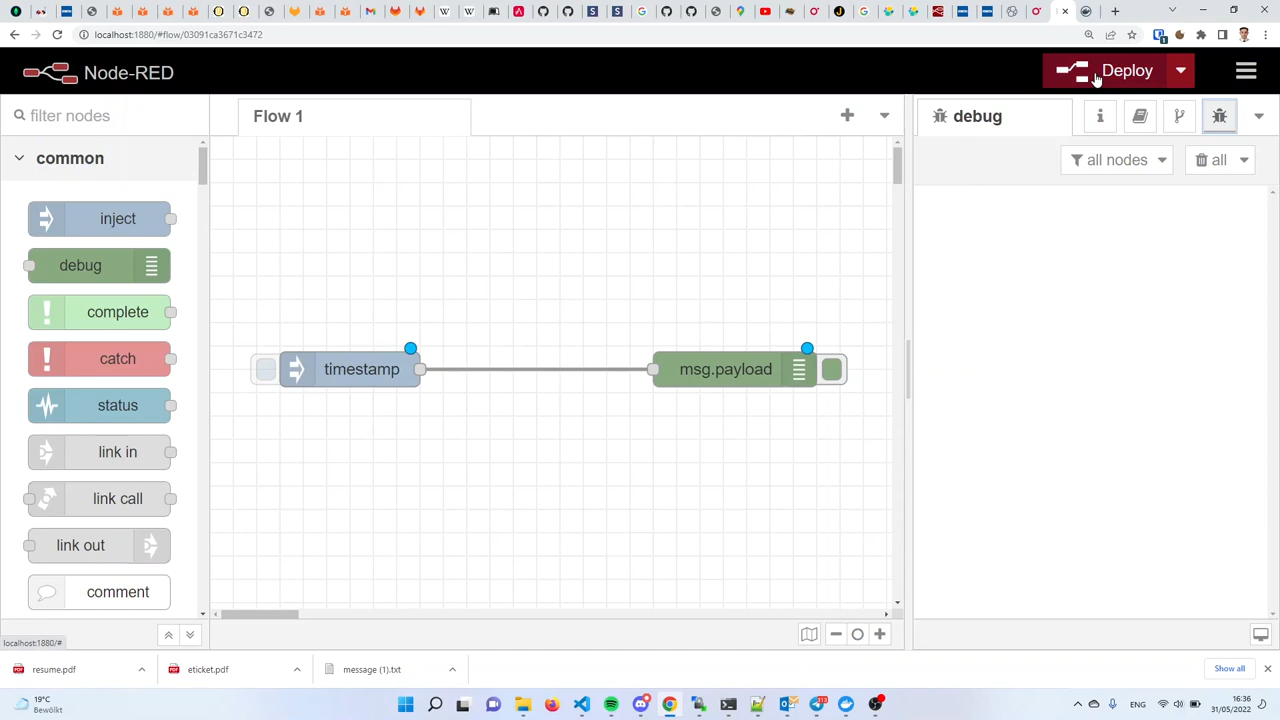 localhost:1880/#flow/03091ca3671c3472
Node-RED
Deploy
filter nodes
Flow 1
debug
common
all nodes
all
inject
debug
complete
catch
timestamp
msg.payload
status
link in
link call
link out
comment
localhost:1880/#
resume.pdf
eticket.pdf
message (1).txt
Show all
19°C
Bewölkt
ENG
16:36
31/05/2022